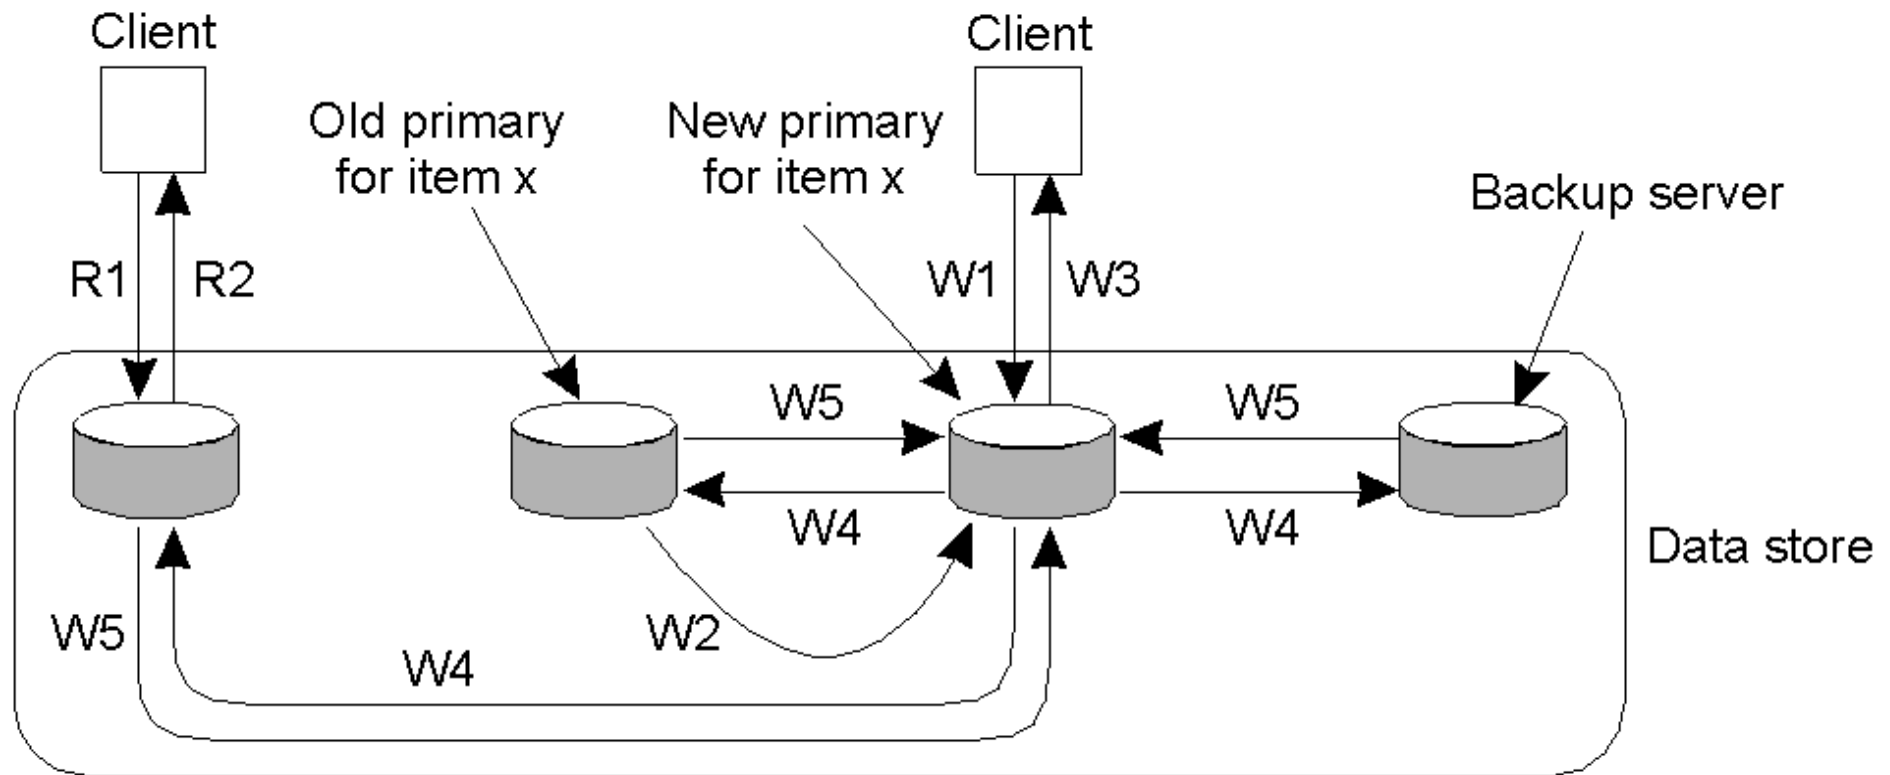 Client
Client
Old primary
for item x
New primary
for item x
Backup server
R1
R2
W1
W3
W5
W5
W4
W4
Data store
W5
W4
W2